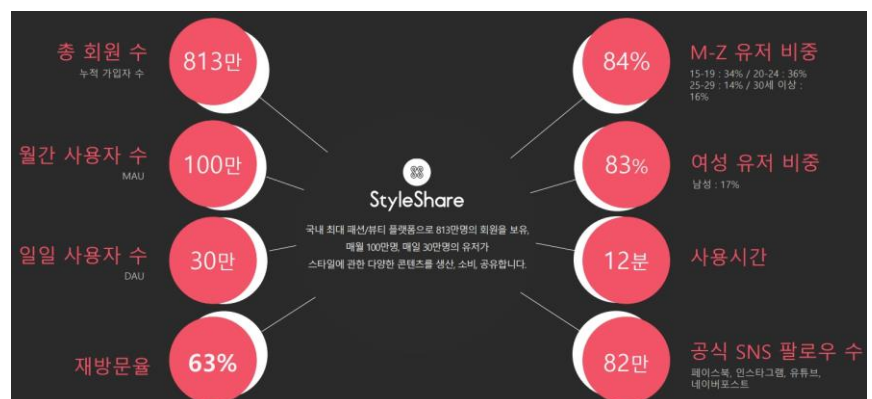 총 회원 수
누적 가입자 수
813만
월간 사용자 수
MAU
100만
일일 사용자 수
DAU
30만
재방문율
63%
StyleShare
국내 최대 패션/뷰티 플랫폼으로 813만명의 회원을 보유,
매월 100만명, 매일 30만명의 유저가
스타일에 관한 다양한 콘텐츠를 생산, 소비, 공유합니다.
84%
M-Z 유저 비중
15-19 : 34% / 20-24 : 36%
25-29 : 14% / 30세 이상 :
16%
83%
여성 유저 비중
남성 : 17%
12분
사용시간
82만
공식 SNS 팔로우 수
페이스북, 인스타그램, 유튜브,
네이버포스트